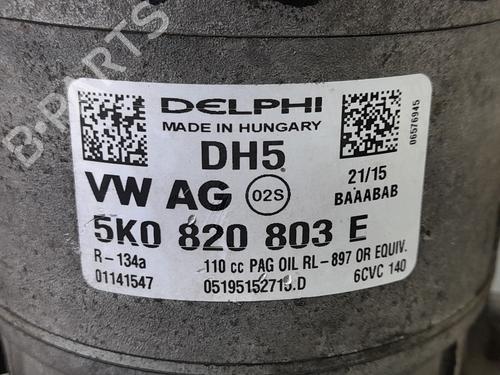 B-PARTS
DELPHI
MADE IN HUNGARY
DH5
VW AG 02S
21/15
BAAABAB
06576945
5K0 820 803 E
R-134a 110 cc PAG OIL RL-897 OR EQUIV.
01141547 05195152715.D 6CVC 140